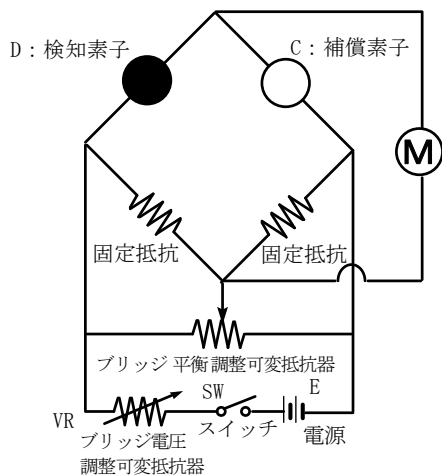 D：検知素子
C：補償素子
M
固定抵抗
固定抵抗
ブリッジ 平衡 調整可変抵抗器
SW
E
VR
スイッチ
電源
ブリッジ電圧
調整可変抵抗器